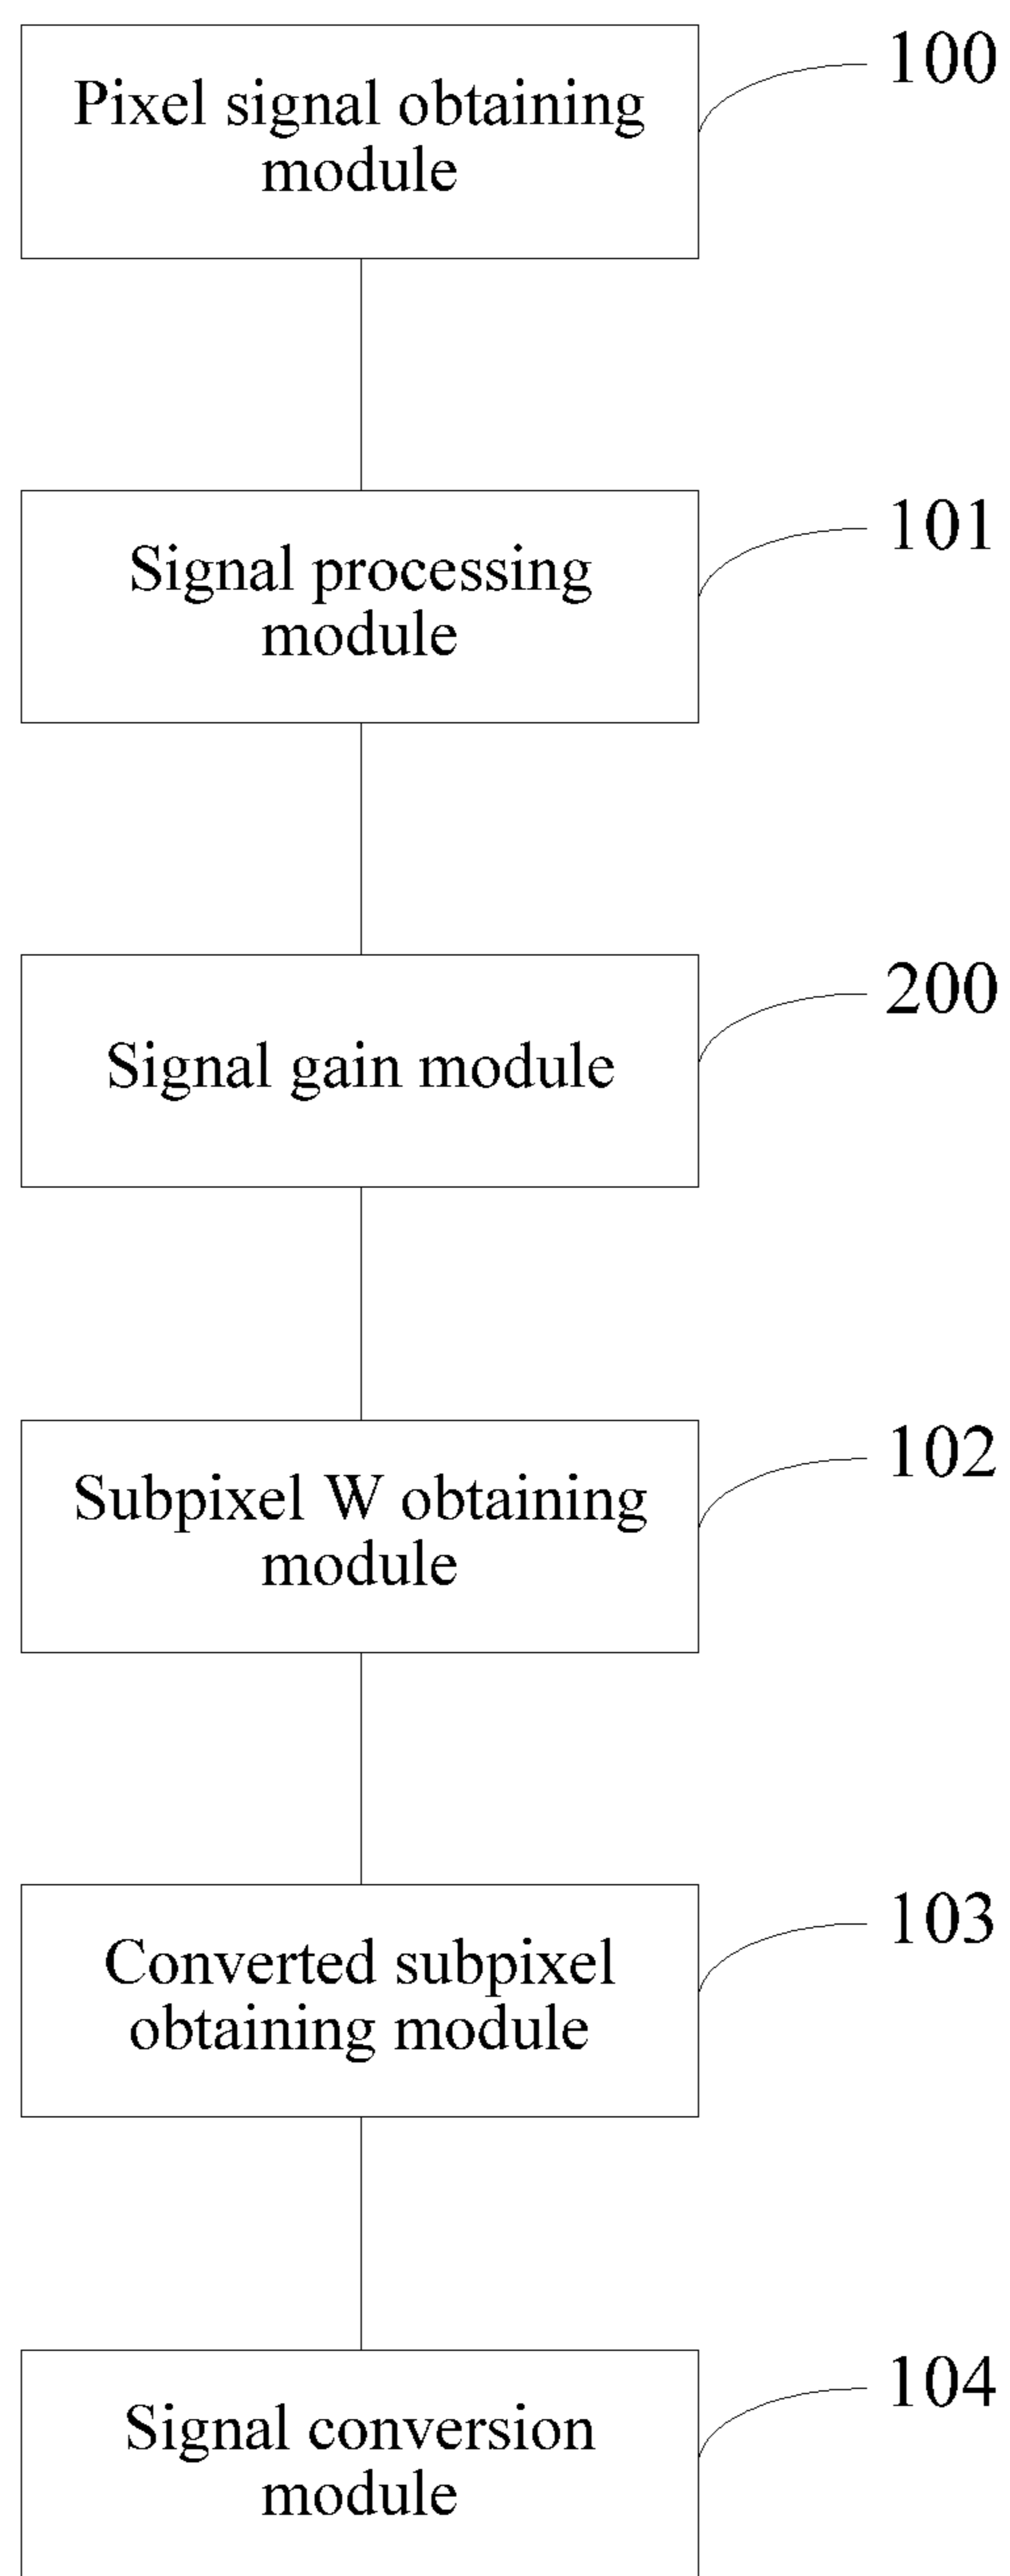 Pixel signal obtaining
module
100
Signal processing
module
101
Signal gain module
200
Subpixel W obtaining
module
102
Converted subpixel
obtaining module
103
Signal conversion
module
104